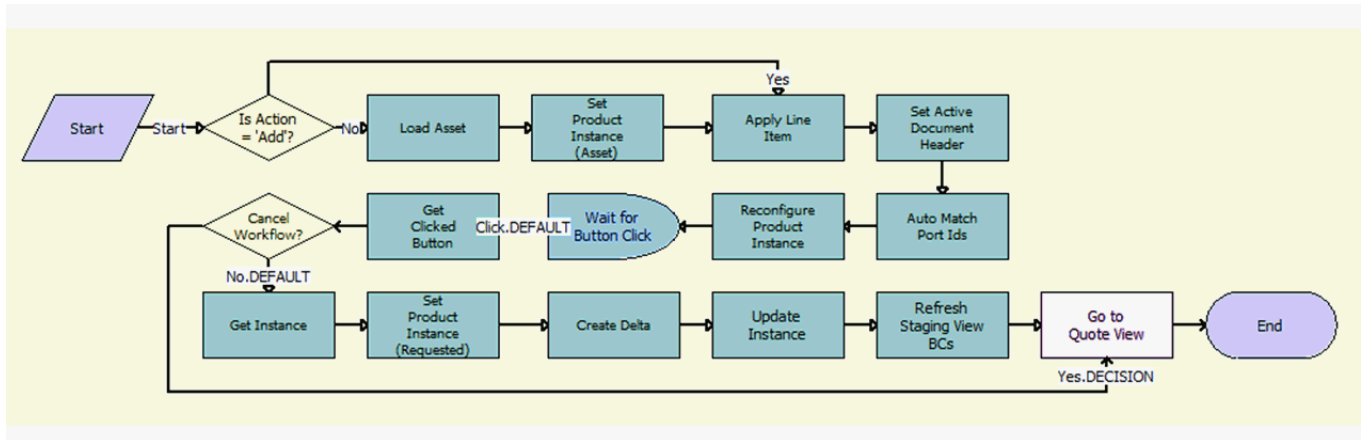 Yes
Start
Start
Is Action
= 'Add'?
No
Load Asset
Set
Product
Instance
(Asset)
Apply Line
Item
Set Active
Document
Header
Cancel
Workflow?
Get
Clicked
Button
Click.DEFAULT
Wait for
Button Click
Reconfigure
Product
Instance
Auto Match
Port Ids
No.DEFAULT
Get Instance
Set
Product
Instance
(Requested)
Create Delta
Update
Instance
Refresh
Staging View
BCs
Go to
Quote View
End
Yes.DECISION